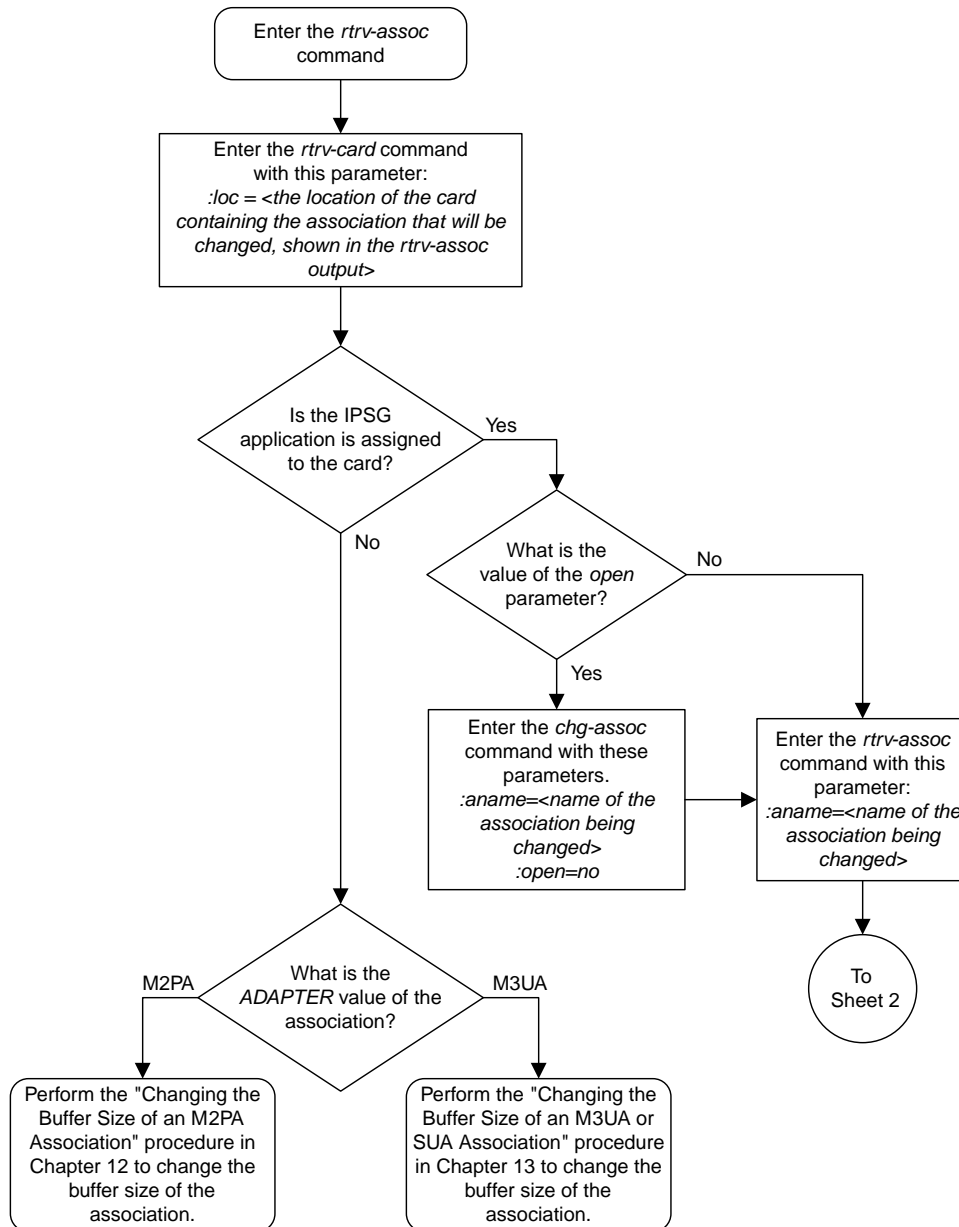 Enter the rtrv-assoc
command
Enter the rtrv-card command
with this parameter:
:loc = <the location of the card
containing the association that will be
changed, shown in the rtrv-assoc
output>
Is the IPSG
application is assigned
to the card?
Yes
No
What is the
value of the open
parameter?
No
Yes
Enter the chg-assoc
command with these
parameters.
:aname=<name of the
association being
changed>
:open=no
Enter the rtrv-assoc
command with this
parameter:
:aname=<name of the
association being
changed>
To
Sheet 2
What is the
ADAPTER value of the
association?
M2PA
M3UA
Perform the "Changing the
Buffer Size of an M2PA
Association" procedure in
Chapter 12 to change the
buffer size of the
association.
Perform the "Changing the
Buffer Size of an M3UA or
SUA Association" procedure
in Chapter 13 to change the
buffer size of the
association.